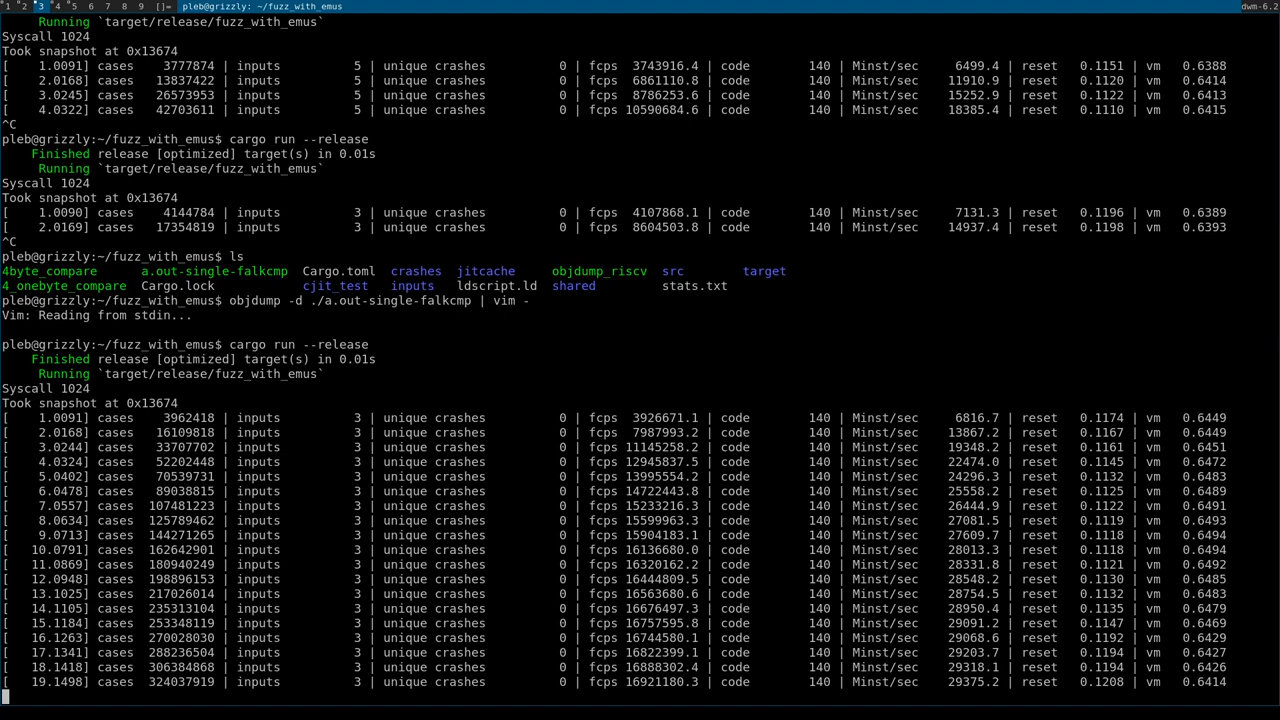 1 2 3 4 5 6 7 8 9 []= pleb@grizzly: ~/fuzz_with_emus dwm-6.2
Running `target/release/fuzz_with_emus`
Syscall 1024
Took snapshot at 0x13674
[ 1.0091] cases 3777874 | inputs 5 | unique crashes 0 | fcps 3743916.4 | code 140 | Minst/sec 6499.4 | reset 0.1151 | vm 0.6388
[ 2.0168] cases 13837422 | inputs 5 | unique crashes 0 | fcps 6861110.8 | code 140 | Minst/sec 11910.9 | reset 0.1120 | vm 0.6414
[ 3.0245] cases 26573953 | inputs 5 | unique crashes 0 | fcps 8786253.6 | code 140 | Minst/sec 15252.9 | reset 0.1122 | vm 0.6413
[ 4.0322] cases 42703611 | inputs 5 | unique crashes 0 | fcps 10590684.6 | code 140 | Minst/sec 18385.4 | reset 0.1110 | vm 0.6415
^C
pleb@grizzly:~/fuzz_with_emus$ cargo run --release
Finished release [optimized] target(s) in 0.01s
Running `target/release/fuzz_with_emus`
Syscall 1024
Took snapshot at 0x13674
[ 1.0090] cases 4144784 | inputs 3 | unique crashes 0 | fcps 4107868.1 | code 140 | Minst/sec 7131.3 | reset 0.1196 | vm 0.6389
[ 2.0169] cases 17354819 | inputs 3 | unique crashes 0 | fcps 8604503.8 | code 140 | Minst/sec 14937.4 | reset 0.1198 | vm 0.6393
^C
pleb@grizzly:~/fuzz_with_emus$ ls
4byte_compare a.out-single-falkcmp Cargo.toml crashes jitcache objdump_riscv src target
4_onebyte_compare Cargo.lock cjit_test inputs ldscript.ld shared stats.txt
pleb@grizzly:~/fuzz_with_emus$ objdump -d ./a.out-single-falkcmp | vim -
Vim: Reading from stdin...
pleb@grizzly:~/fuzz_with_emus$ cargo run --release
Finished release [optimized] target(s) in 0.01s
Running `target/release/fuzz_with_emus`
Syscall 1024
Took snapshot at 0x13674
[ 1.0091] cases 3962418 | inputs 3 | unique crashes 0 | fcps 3926671.1 | code 140 | Minst/sec 6816.7 | reset 0.1174 | vm 0.6449
[ 2.0168] cases 16109818 | inputs 3 | unique crashes 0 | fcps 7987993.2 | code 140 | Minst/sec 13867.2 | reset 0.1167 | vm 0.6449
[ 3.0244] cases 33707702 | inputs 3 | unique crashes 0 | fcps 11145258.2 | code 140 | Minst/sec 19348.2 | reset 0.1161 | vm 0.6451
[ 4.0324] cases 52202448 | inputs 3 | unique crashes 0 | fcps 12945837.5 | code 140 | Minst/sec 22474.0 | reset 0.1145 | vm 0.6472
[ 5.0402] cases 70539731 | inputs 3 | unique crashes 0 | fcps 13995554.2 | code 140 | Minst/sec 24296.3 | reset 0.1132 | vm 0.6483
[ 6.0478] cases 89038815 | inputs 3 | unique crashes 0 | fcps 14722443.8 | code 140 | Minst/sec 25558.2 | reset 0.1125 | vm 0.6489
[ 7.0557] cases 107481223 | inputs 3 | unique crashes 0 | fcps 15233216.3 | code 140 | Minst/sec 26444.9 | reset 0.1122 | vm 0.6491
[ 8.0634] cases 125789462 | inputs 3 | unique crashes 0 | fcps 15599963.3 | code 140 | Minst/sec 27081.5 | reset 0.1119 | vm 0.6493
[ 9.0713] cases 144271265 | inputs 3 | unique crashes 0 | fcps 15904183.1 | code 140 | Minst/sec 27609.7 | reset 0.1118 | vm 0.6494
[ 10.0791] cases 162642901 | inputs 3 | unique crashes 0 | fcps 16136680.0 | code 140 | Minst/sec 28013.3 | reset 0.1118 | vm 0.6494
[ 11.0869] cases 180940249 | inputs 3 | unique crashes 0 | fcps 16320162.2 | code 140 | Minst/sec 28331.8 | reset 0.1121 | vm 0.6492
[ 12.0948] cases 198896153 | inputs 3 | unique crashes 0 | fcps 16444809.5 | code 140 | Minst/sec 28548.2 | reset 0.1130 | vm 0.6485
[ 13.1025] cases 217026014 | inputs 3 | unique crashes 0 | fcps 16563680.6 | code 140 | Minst/sec 28754.5 | reset 0.1132 | vm 0.6483
[ 14.1105] cases 235313104 | inputs 3 | unique crashes 0 | fcps 16676497.3 | code 140 | Minst/sec 28950.4 | reset 0.1135 | vm 0.6479
[ 15.1184] cases 253348119 | inputs 3 | unique crashes 0 | fcps 16757595.8 | code 140 | Minst/sec 29091.2 | reset 0.1147 | vm 0.6469
[ 16.1263] cases 270028030 | inputs 3 | unique crashes 0 | fcps 16744580.1 | code 140 | Minst/sec 29068.6 | reset 0.1192 | vm 0.6429
[ 17.1341] cases 288236504 | inputs 3 | unique crashes 0 | fcps 16822399.1 | code 140 | Minst/sec 29203.7 | reset 0.1194 | vm 0.6427
[ 18.1418] cases 306384868 | inputs 3 | unique crashes 0 | fcps 16888302.4 | code 140 | Minst/sec 29318.1 | reset 0.1194 | vm 0.6426
[ 19.1498] cases 324037919 | inputs 3 | unique crashes 0 | fcps 16921180.3 | code 140 | Minst/sec 29375.2 | reset 0.1208 | vm 0.6414